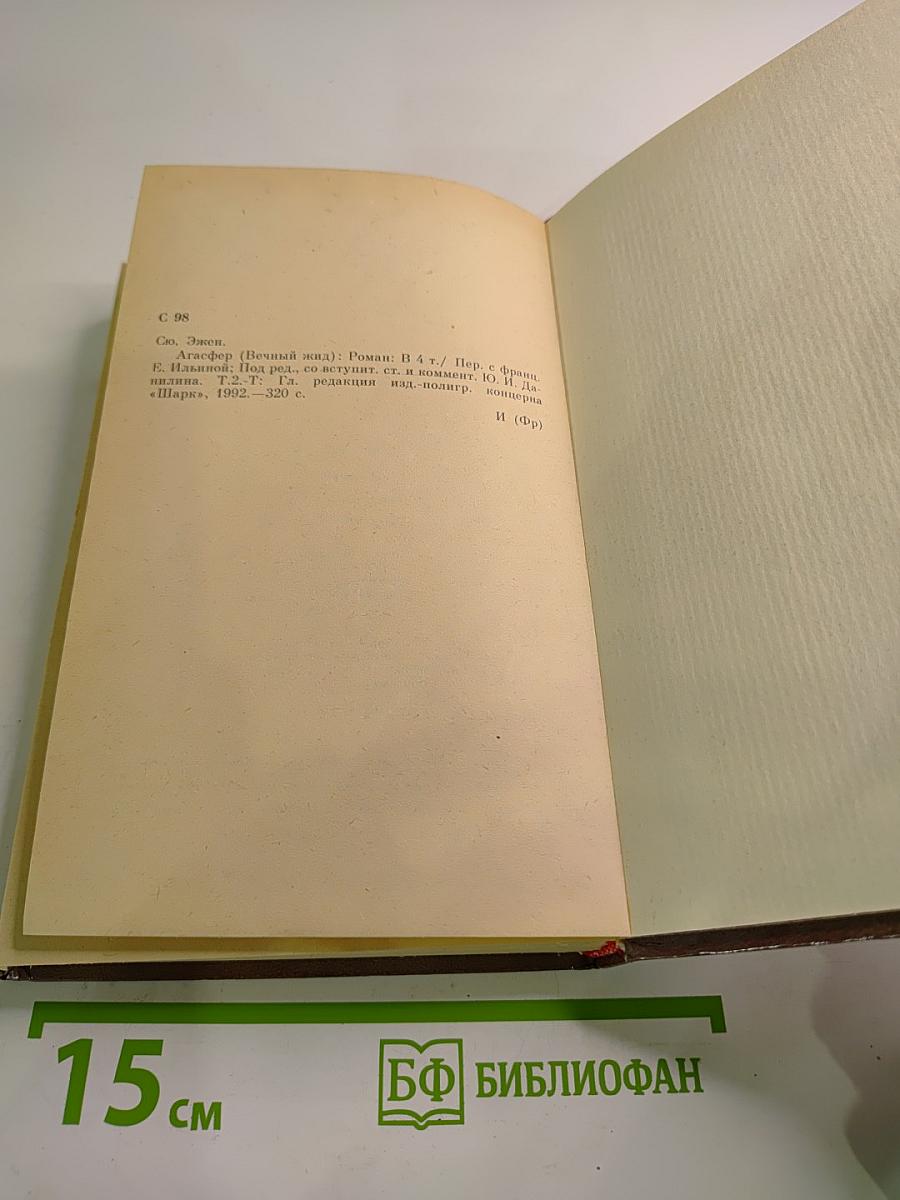 С 98
Сю, Эжен.
Агасфер (Вечный жид): Роман: В 4 т./ Пер. с франц.
Е. Ильиной; Под ред., со вступит. ст. и коммент. Ю. И. Да-
нилина. Т.2.-Т: Гл. редакция изд.-полигр. концерна
«Шарк», 1992.—320 с.
И (Фр)
15 см
БФ БИБЛИОФАН